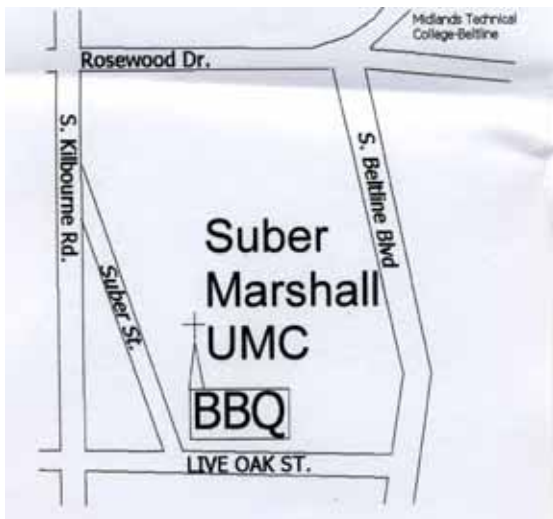 Midlands Technical
College-Beltline
Rosewood Dr.
S. Kilbourne Rd.
S. Beltline Blvd
Suber St.
Suber
Marshall
UMC
BBQ
LIVE OAK ST.